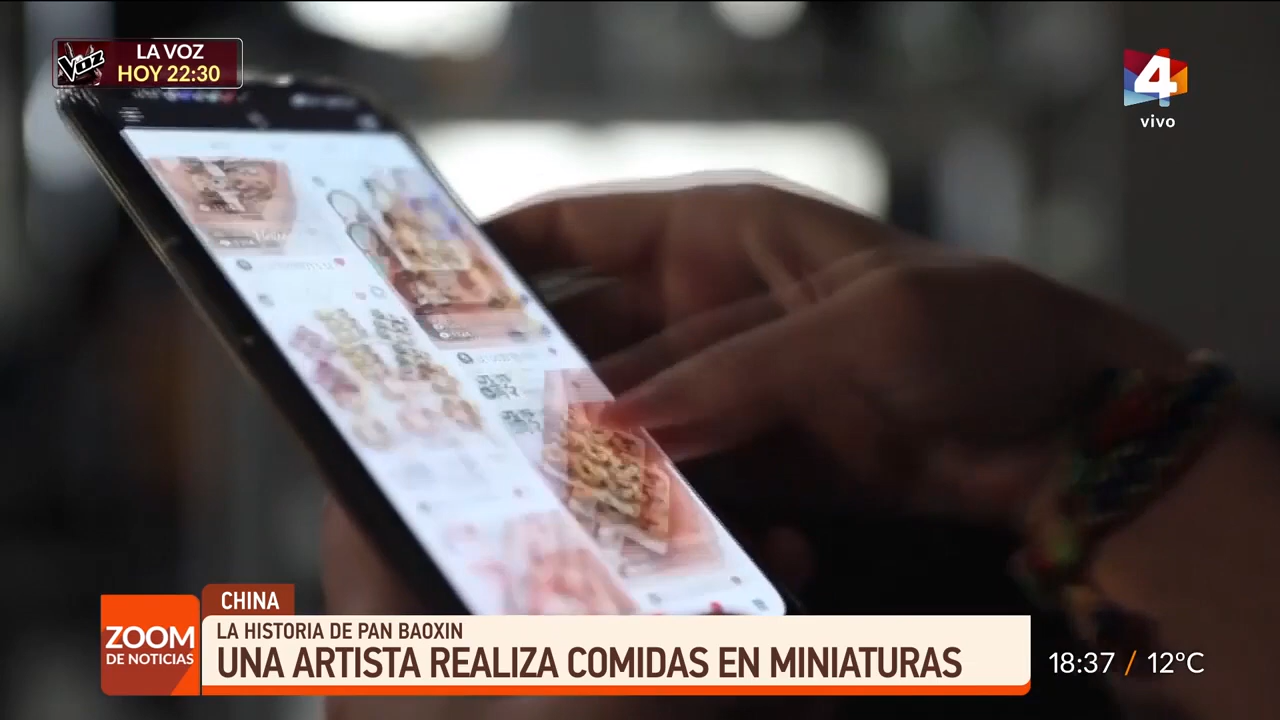 LA VOZ
HOY 22:30
VOZ
4
vivo
CHINA
ZOOM
DE NOTICIAS
LA HISTORIA DE PAN BAOXIN
UNA ARTISTA REALIZA COMIDAS EN MINIATURAS
18:37 / 12°C